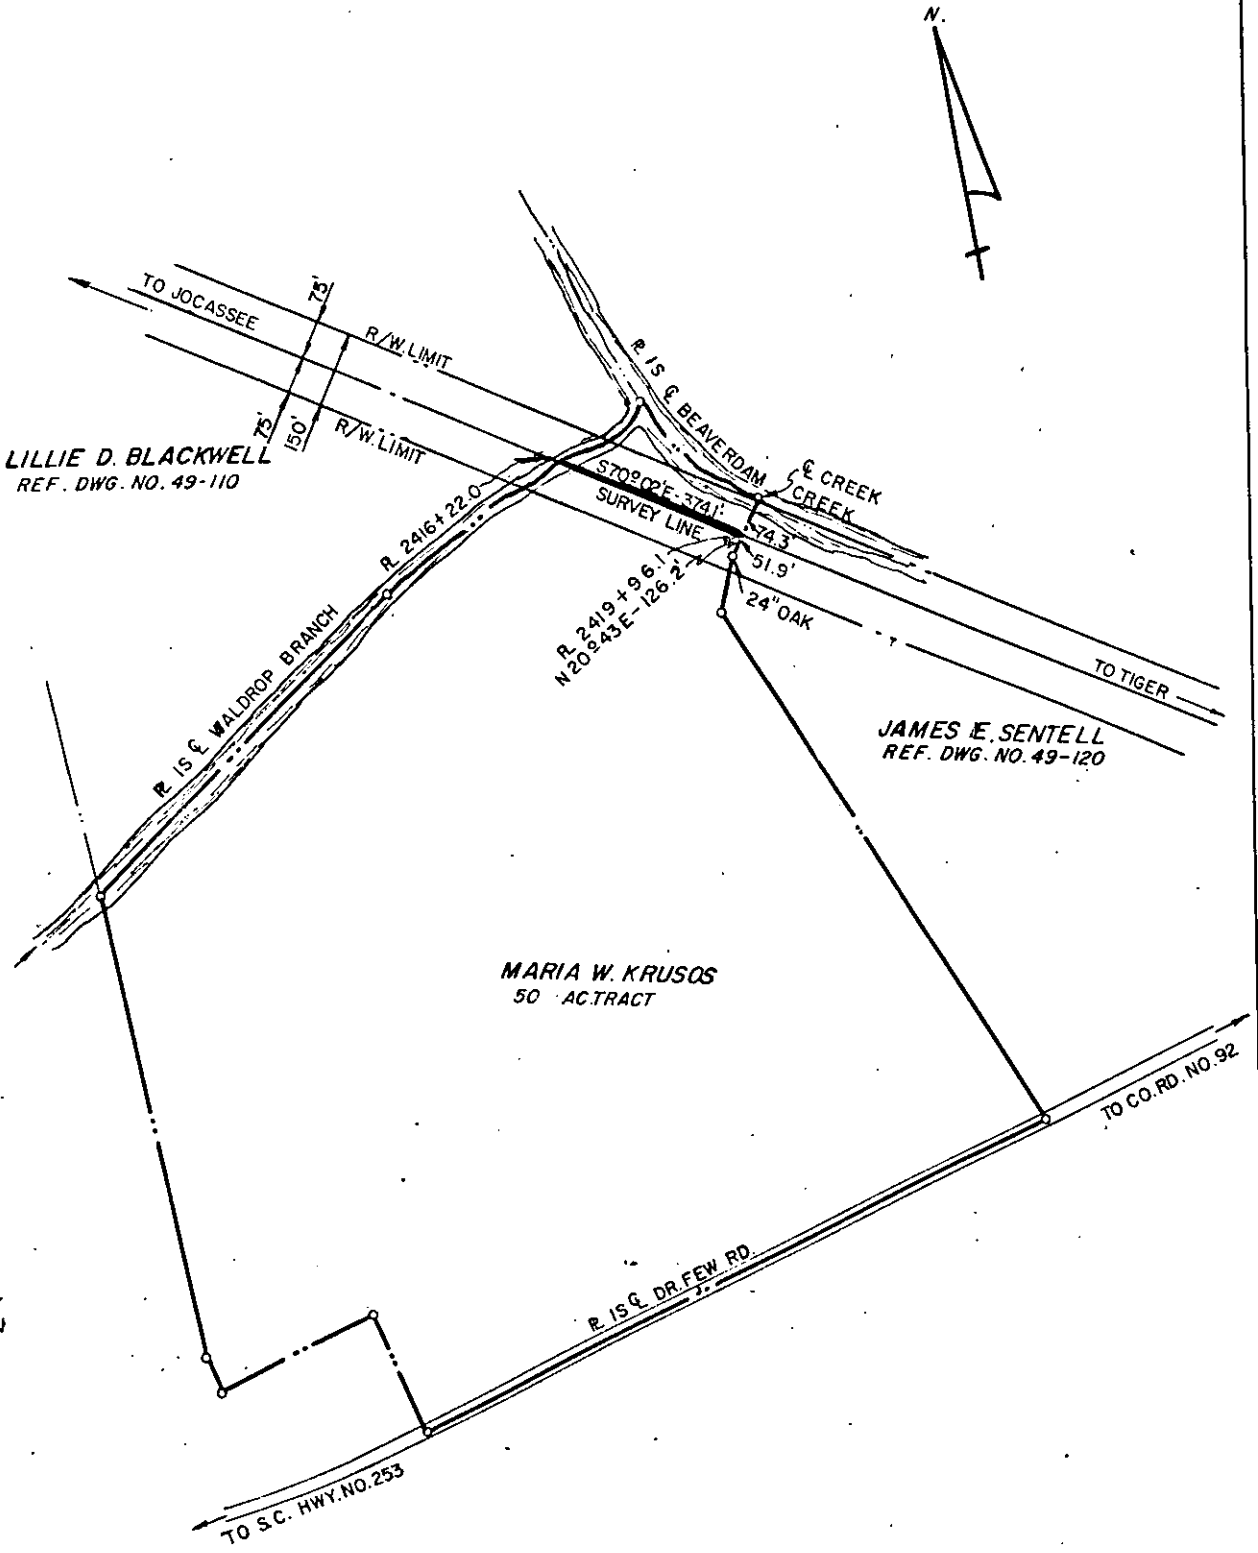 N.
TO JOCASSEE
75'
R/W. LIMIT
75'
150'
R/W. LIMIT
LILLIE D. BLACKWELL
REF. DWG. NO. 49-110
℞ IS ℄ BEAVERDAM
℄ CREEK
CREEK
S70°02'E-374.1'
SURVEY LINE
74.3'
51.9'
24" OAK
℞ 2416+22.0
℞ 2419+96.1
N20°43'E-126.2'
TO TIGER
JAMES E. SENTELL
REF. DWG. NO. 49-120
℞ IS ℄ WALDROP BRANCH
MARIA W. KRUSOS
50 AC. TRACT
TO CO. RD. NO. 92
℞ IS ℄ DR. FEW RD.
TO S.C. HWY. NO. 253